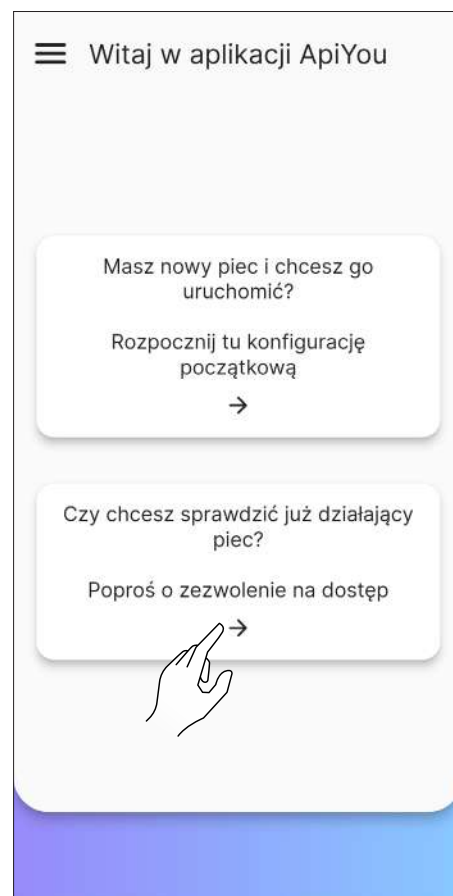 Witaj w aplikacji ApiYou
Masz nowy piec i chcesz go
uruchomić?
Rozpocznij tu konfigurację
początkową
→
Czy chcesz sprawdzić już działający
piec?
Poproś o zezwolenie na dostęp
→